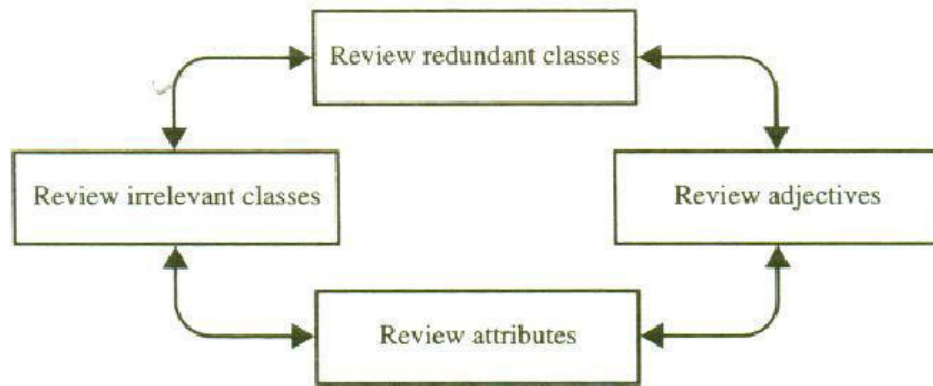 Review redundant classes
Review irrelevant classes
Review adjectives
Review attributes